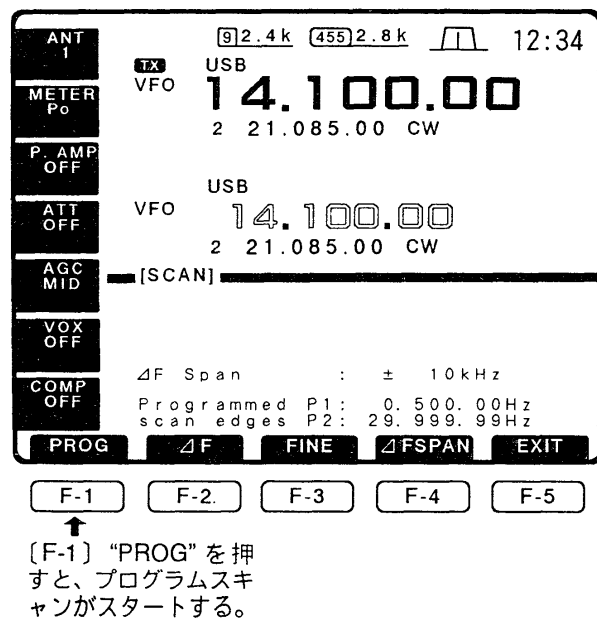 ANT
1
METER
Po
P. AMP
OFF
ATT
OFF
AGC
MID
VOX
OFF
COMP
OFF
9 2.4k 455 2.8k 12:34
TX USB
VFO 14.100.00
2 21.085.00 CW
USB
VFO 14.100.00
2 21.085.00 CW
[SCAN]
⊿F Span : ± 10kHz
Programmed P1: 0.500.00Hz
scan edges P2: 29.999.99Hz
PROG ⊿F FINE ⊿FSPAN EXIT
F-1 F-2. F-3 F-4 F-5
〔F-1〕“PROG”を押
すと、プログラムスキ
ャンがスタートする。